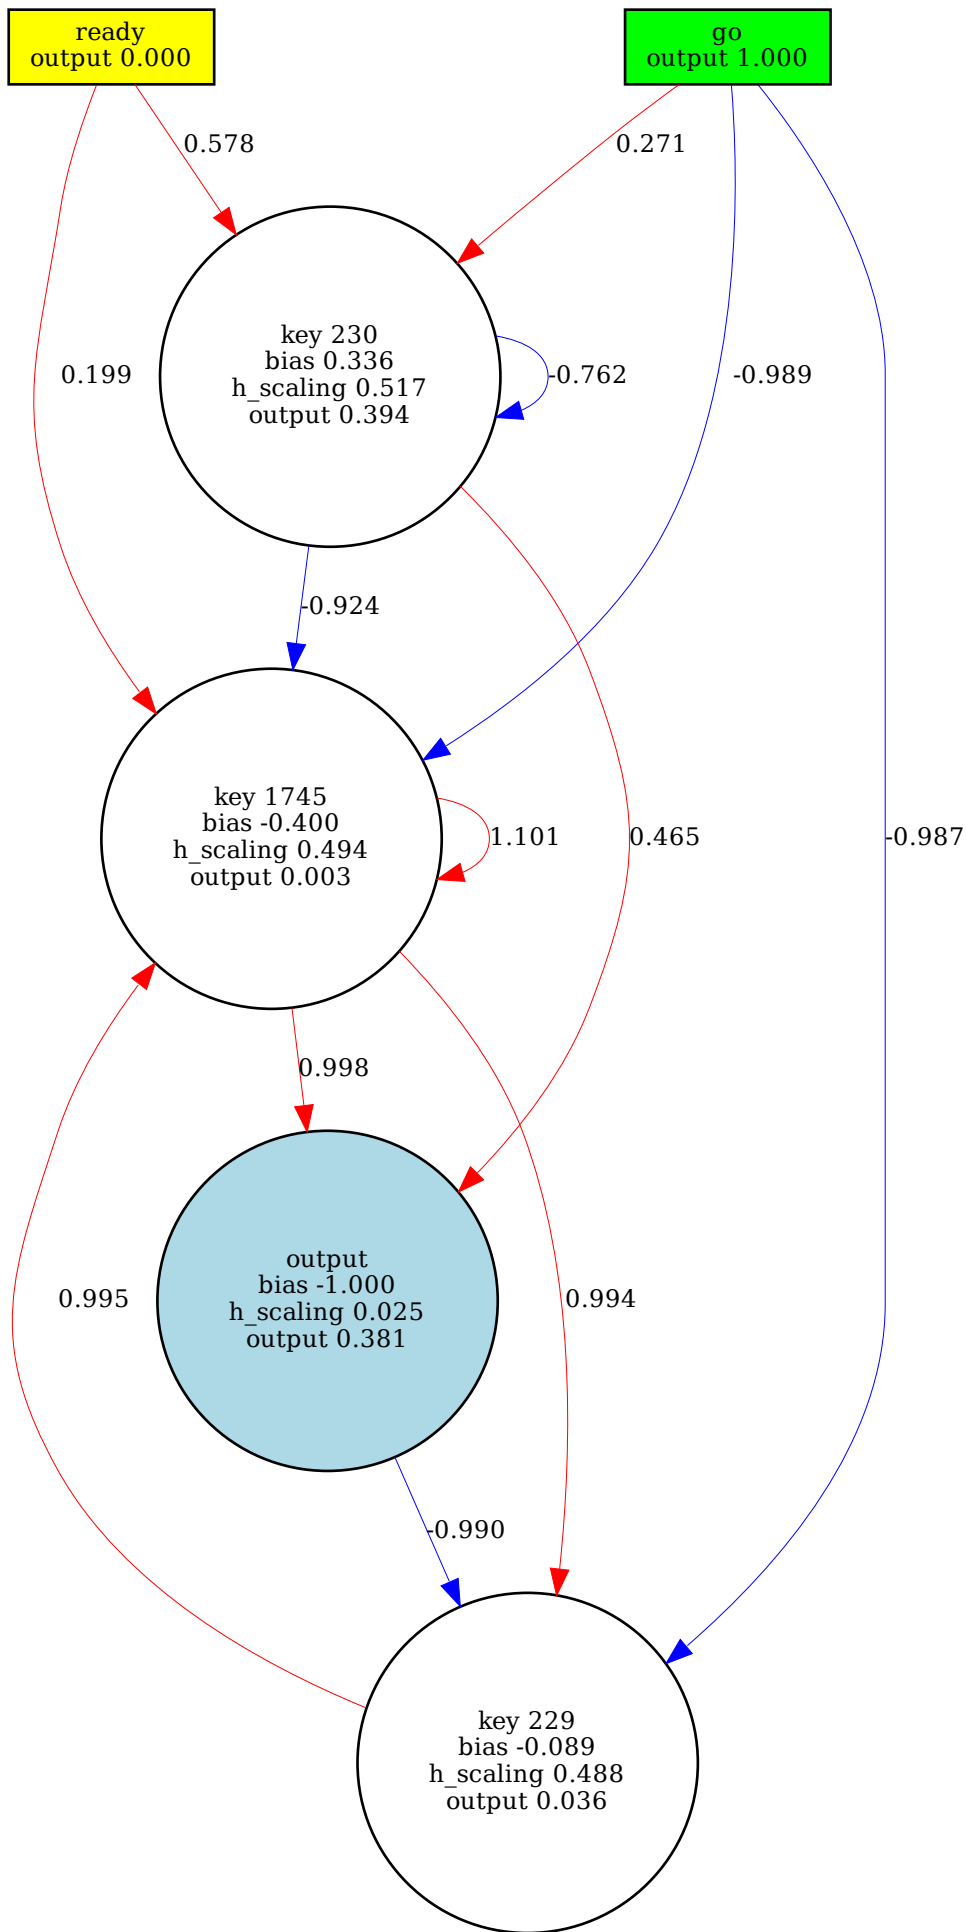 ready
output 0.000
go
output 1.000
0.578
0.271
key 230
bias 0.336
h_scaling 0.517
output 0.394
0.199
-0.762
-0.989
-0.924
key 1745
bias -0.400
h_scaling 0.494
output 0.003
1.101
0.465
-0.987
0.998
output
bias -1.000
h_scaling 0.025
output 0.381
0.995
0.994
-0.990
key 229
bias -0.089
h_scaling 0.488
output 0.036